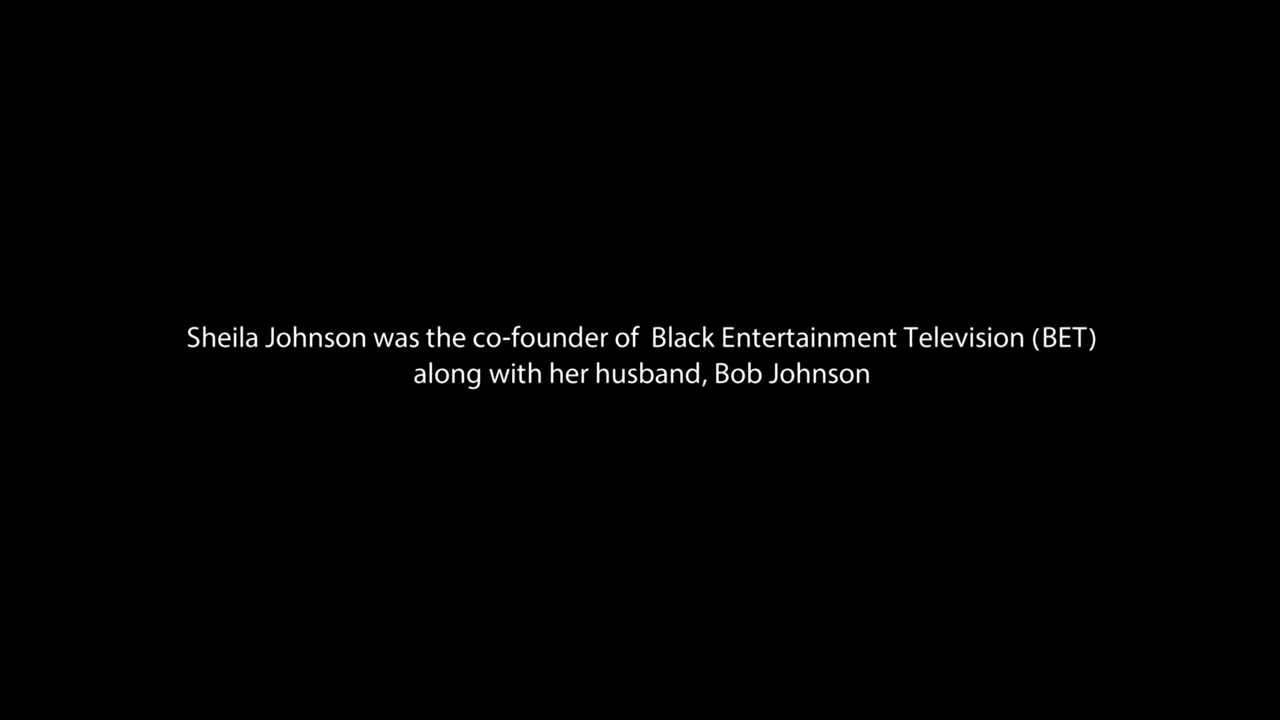 Sheila Johnson was the co-founder of  Black Entertainment Television (BET)
along with her husband, Bob Johnson